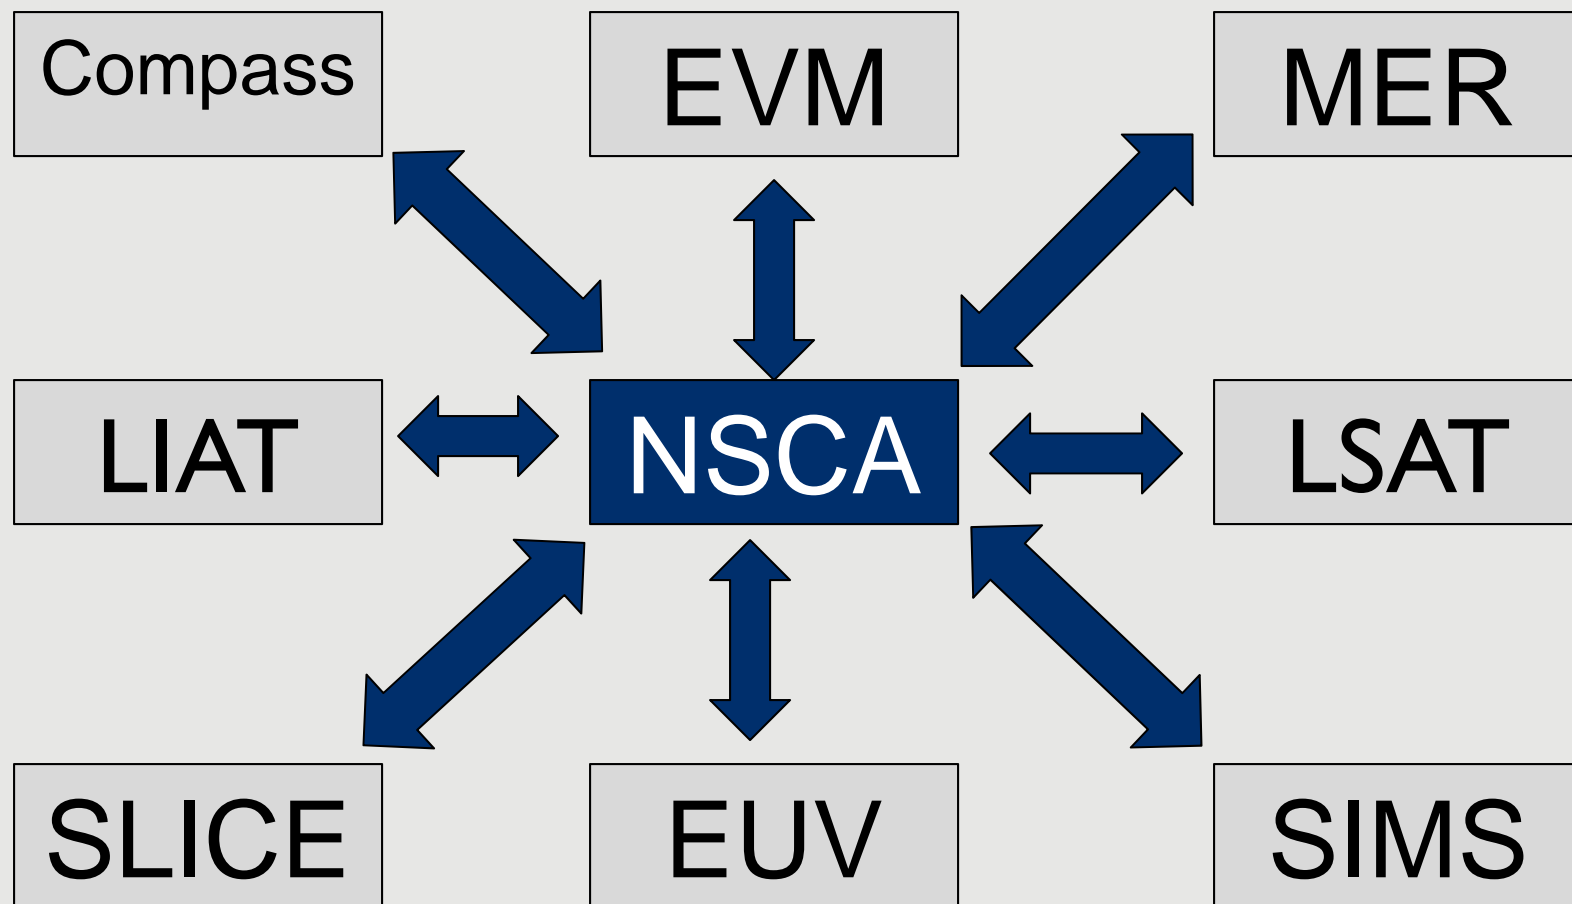 Compass
EVM
MER
LIAT
NSCA
LSAT
SLICE
EUV
SIMS